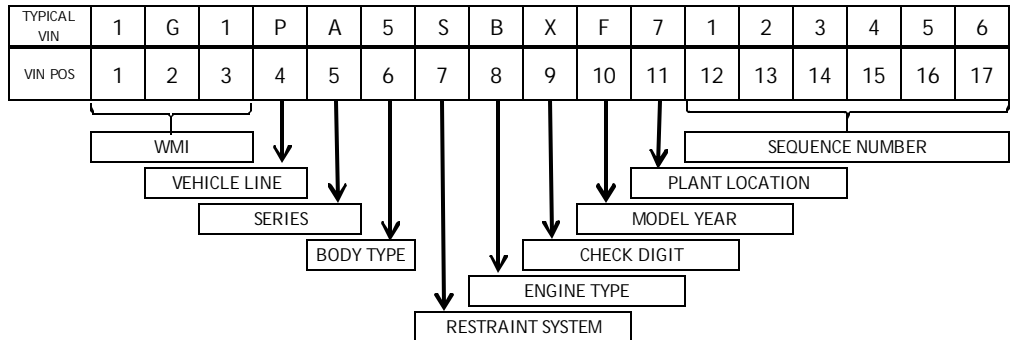 TYPICAL VIN 1 G 1 P A 5 S B X F 7 1 2 3 4 5 6
VIN POS 1 2 3 4 5 6 7 8 9 10 11 12 13 14 15 16 17
WMI SEQUENCE NUMBER
VEHICLE LINE PLANT LOCATION
SERIES MODEL YEAR
BODY TYPE CHECK DIGIT
ENGINE TYPE
RESTRAINT SYSTEM